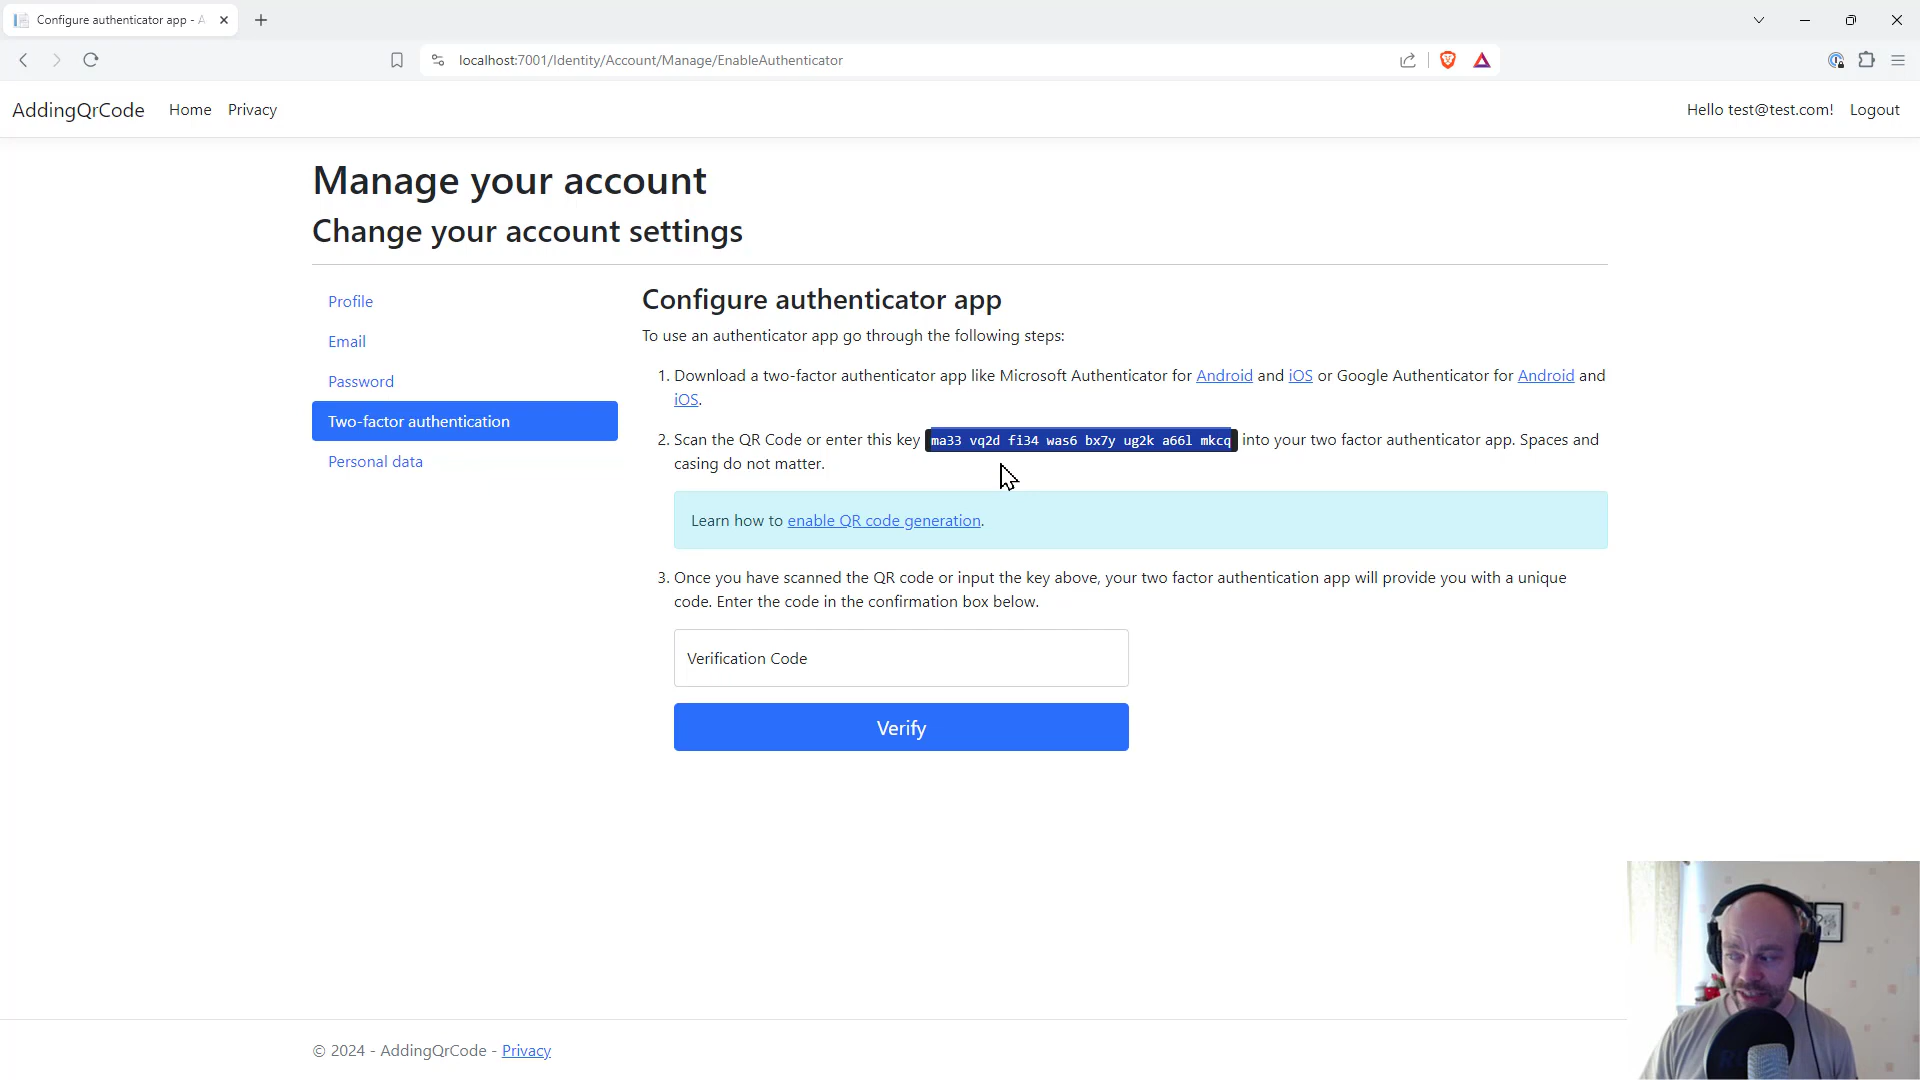 Configure authenticator app - A
localhost:7001/Identity/Account/Manage/EnableAuthenticator
AddingQrCode Home Privacy Hello test@test.com! Logout
Manage your account
Change your account settings
Profile
Email
Password
Two-factor authentication
Personal data
Configure authenticator app
To use an authenticator app go through the following steps:
1. Download a two-factor authenticator app like Microsoft Authenticator for Android and iOS or Google Authenticator for Android and
iOS.
2. Scan the QR Code or enter this key ma33 vq2d fi34 was6 bx7y ug2k a66l mkcq into your two factor authenticator app. Spaces and
casing do not matter.
Learn how to enable QR code generation.
3. Once you have scanned the QR code or input the key above, your two factor authentication app will provide you with a unique
code. Enter the code in the confirmation box below.
Verification Code
Verify
© 2024 - AddingQrCode - Privacy